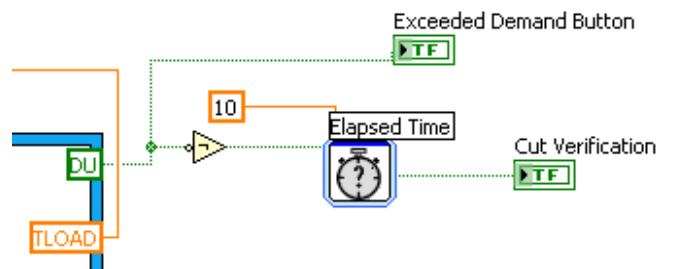 Exceeded Demand Button
TF
10
Elapsed Time
Cut Verification
DU
?
TF
TLOAD